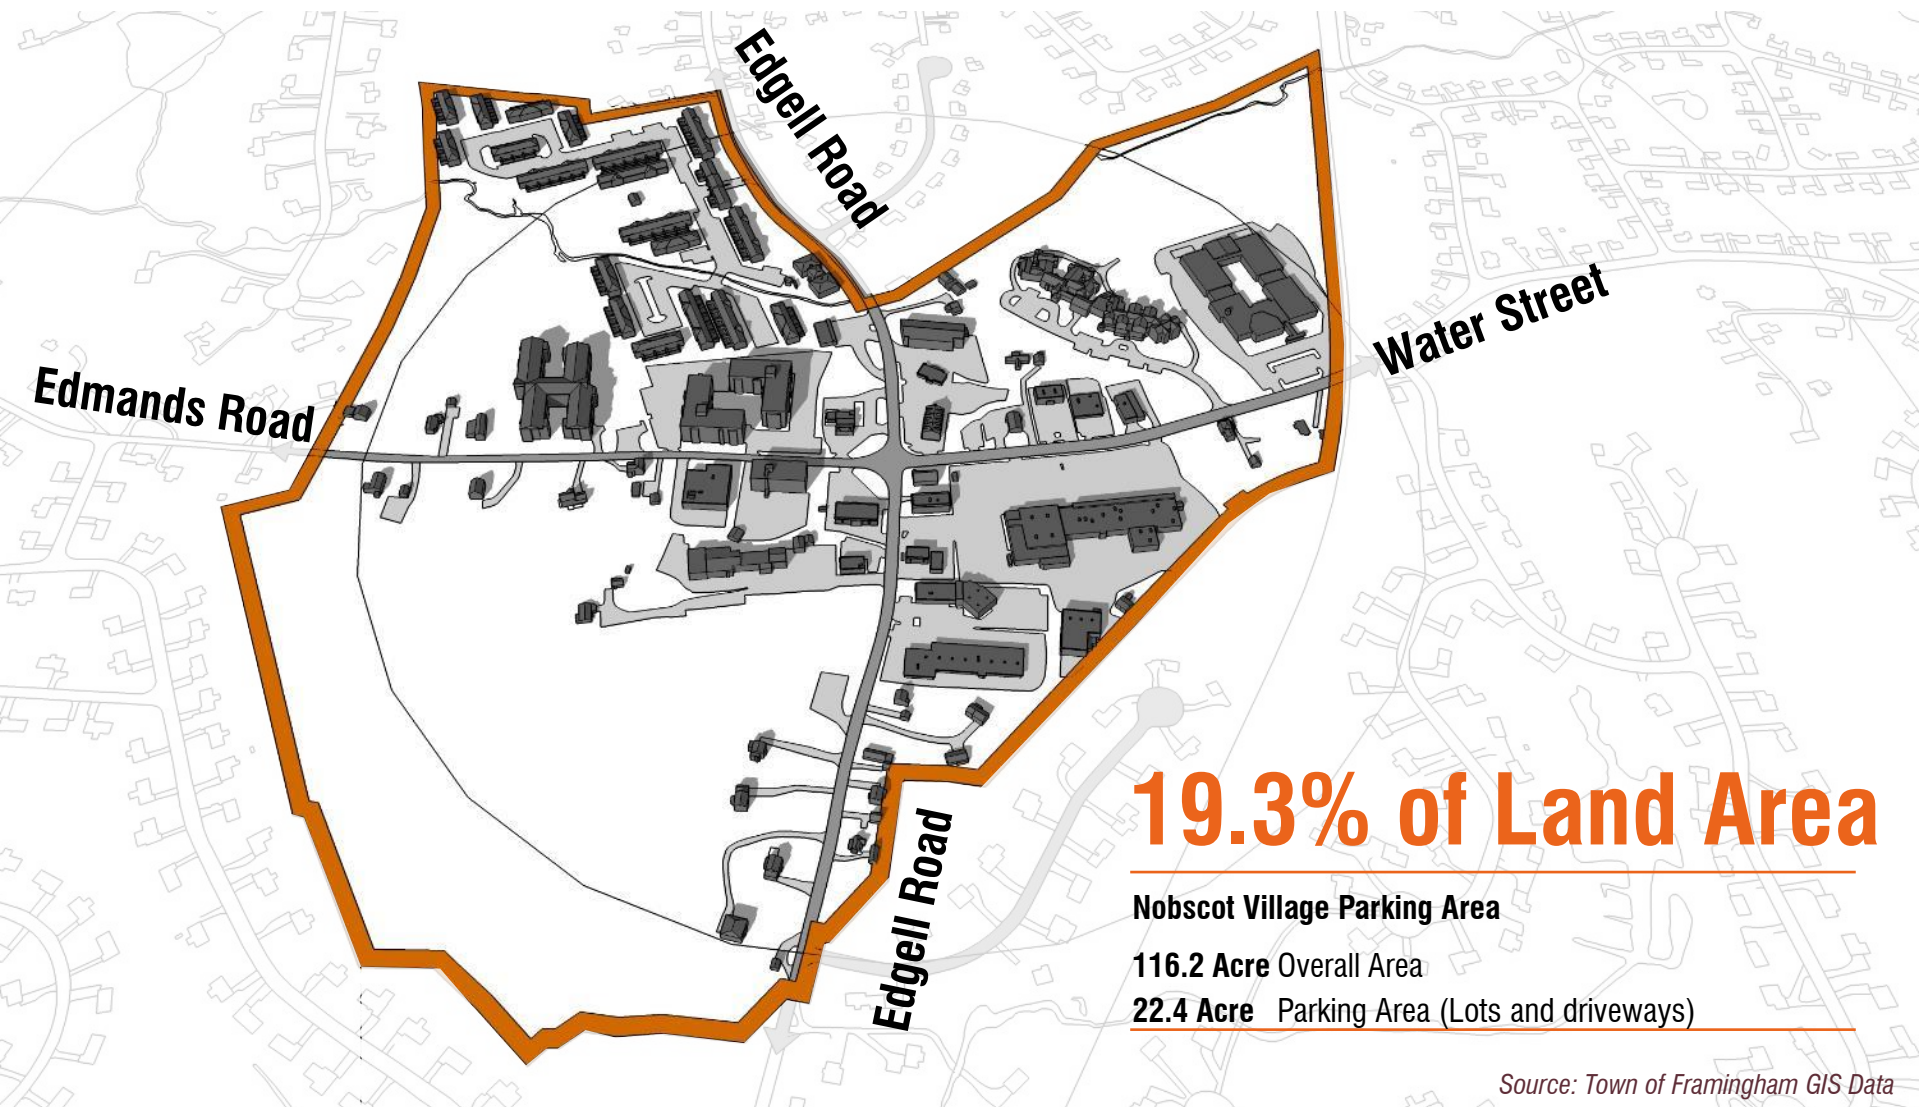 Edgell Road
Water Street
Edmands Road
Edgell Road
19.3% of Land Area
Nobscot Village Parking Area
116.2 Acre Overall Area
22.4 Acre Parking Area (Lots and driveways)
Source: Town of Framingham GIS Data